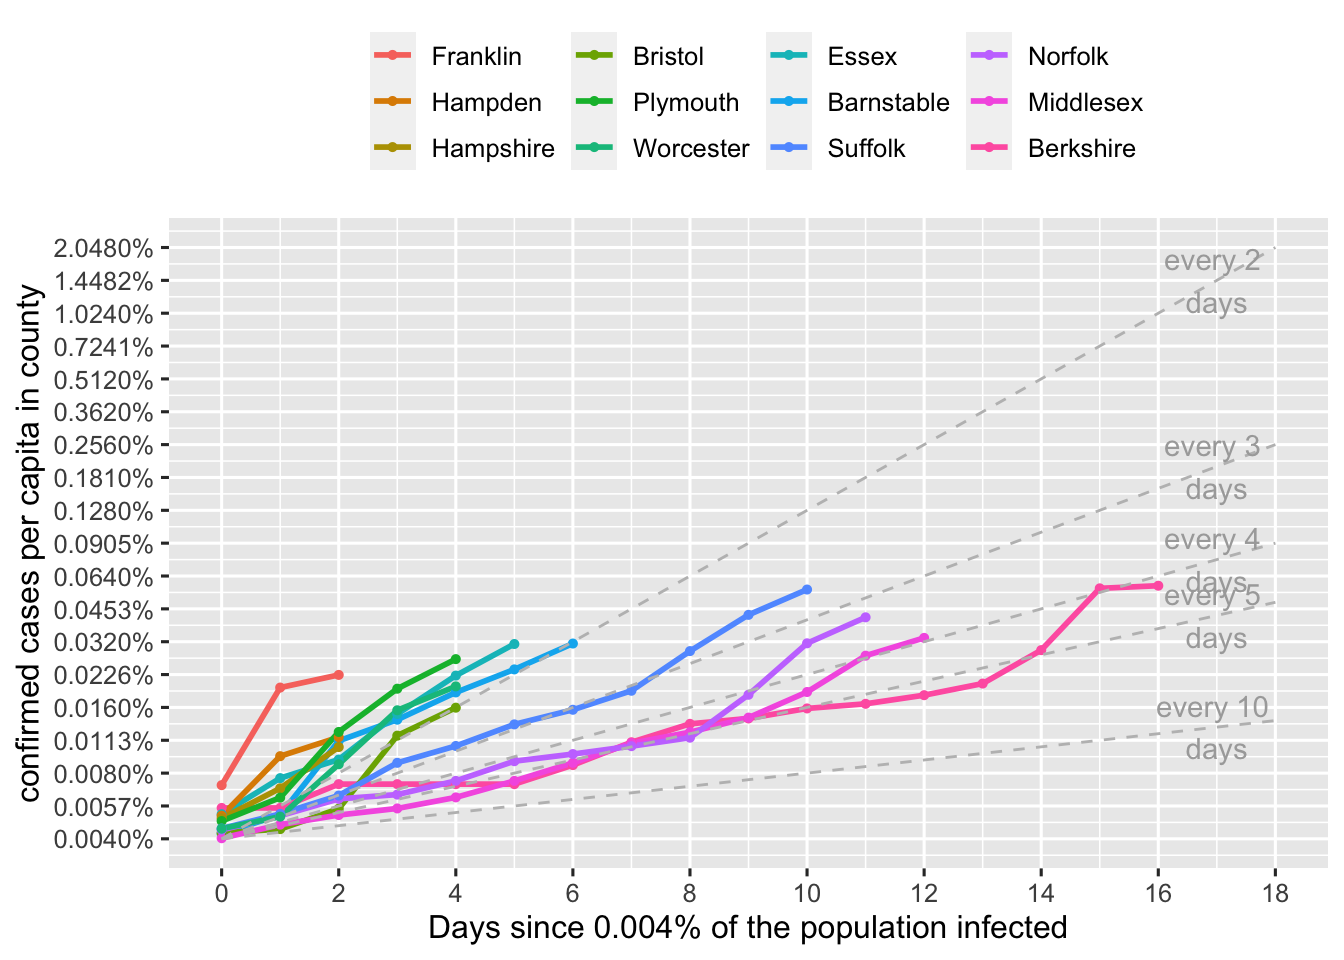 Franklin Bristol Essex Norfolk
Hampden Plymouth Barnstable Middlesex
Hampshire Worcester Suffolk Berkshire
confirmed cases per capita in county
2.0480%
1.4482%
1.0240%
0.7241%
0.5120%
0.3620%
0.2560%
0.1810%
0.1280%
0.0905%
0.0640%
0.0453%
0.0320%
0.0226%
0.0160%
0.0113%
0.0080%
0.0057%
0.0040%
every 2
days
every 3
days
every 4
days
every 5
days
every 10
days
0 2 4 6 8 10 12 14 16 18
Days since 0.004% of the population infected